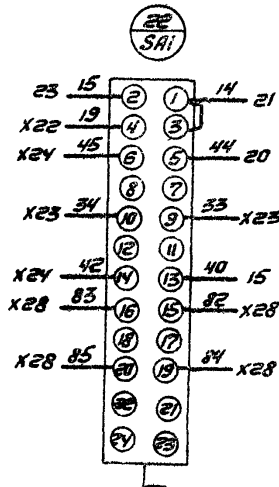 22
SA1
23 15 2 1 14 21
X22 19 4 3
X24 45 6 5 44 20
8 7
X23 34 10 9 33 X23
12 11
X24 42 14 13 40 15
X28 83 16 15 82 X28
18 17
X28 85 20 19 84 X28
22 21
24 23